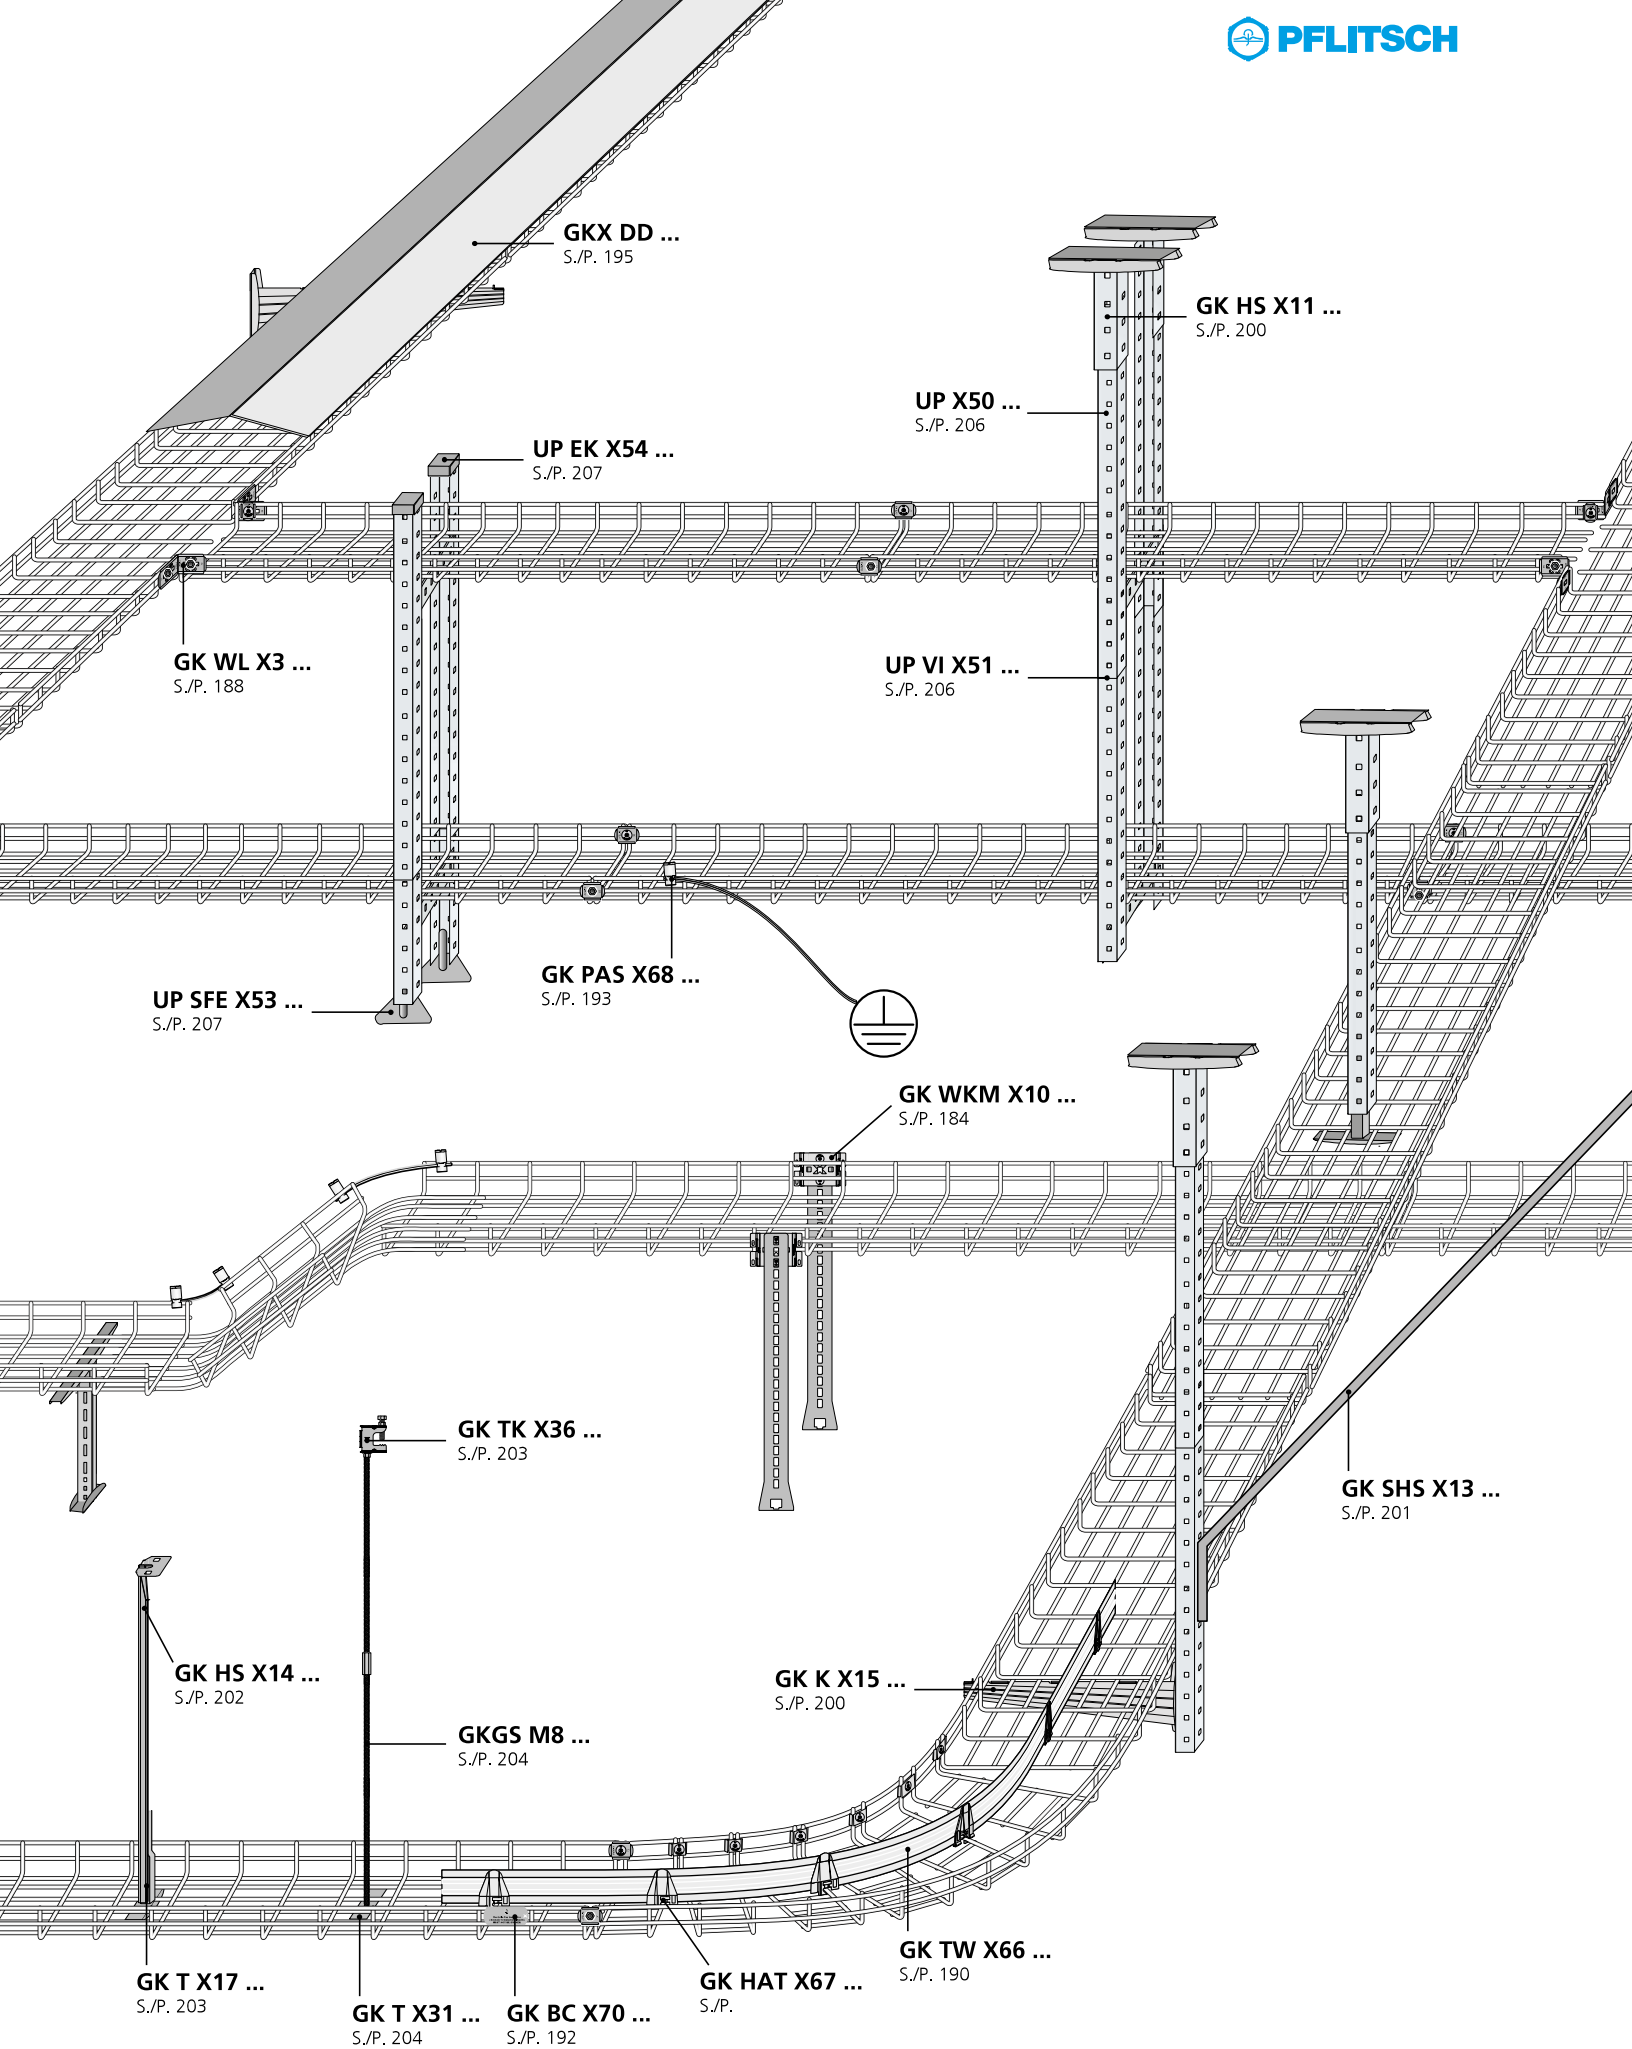 PFLITSCH
GKX DD ...
S./P. 195
GK HS X11 ...
S./P. 200
UP X50 ...
S./P. 206
UP EK X54 ...
S./P. 207
GK WL X3 ...
S./P. 188
UP VI X51 ...
S./P. 206
GK PAS X68 ...
S./P. 193
UP SFE X53 ...
S./P. 207
GK WKM X10 ...
S./P. 184
GK TK X36 ...
S./P. 203
GK SHS X13 ...
S./P. 201
GK HS X14 ...
S./P. 202
GK K X15 ...
S./P. 200
GKGS M8 ...
S./P. 204
GK TW X66 ...
S./P. 190
GK T X17 ...
S./P. 203
GK HAT X67 ...
S./P.
GK T X31 ...
S./P. 204
GK BC X70 ...
S./P. 192